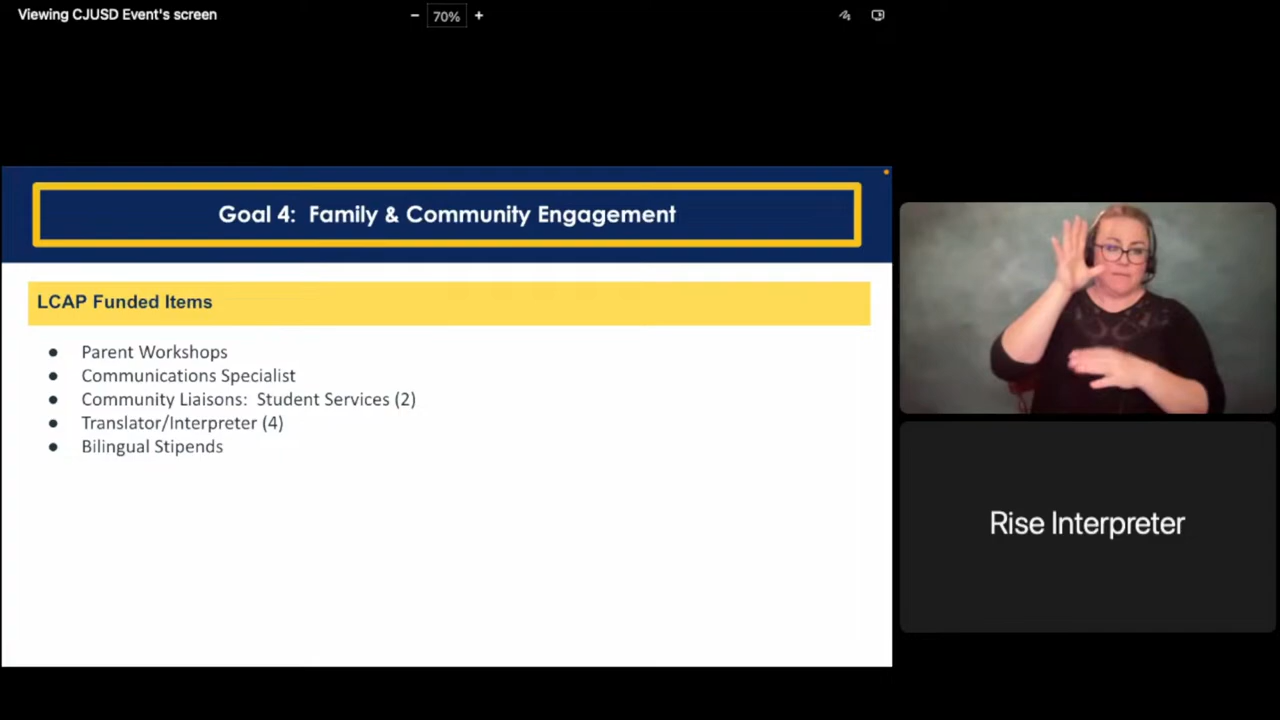 Viewing CJUSD Event's screen
− 70% +
Goal 4: Family & Community Engagement
LCAP Funded Items
● Parent Workshops
● Communications Specialist
● Community Liaisons: Student Services (2)
● Translator/Interpreter (4)
● Bilingual Stipends
Rise Interpreter